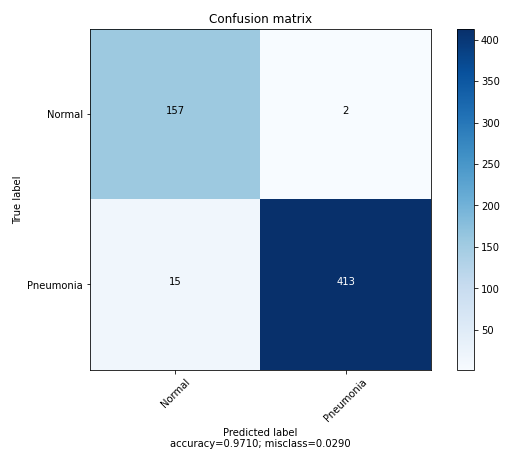 Confusion matrix
400
350
300
250
200
150
100
50
Normal
157
2
True label
Pneumonia
15
413
Normal
Pneumonia
Predicted label
accuracy=0.9710; misclass=0.0290